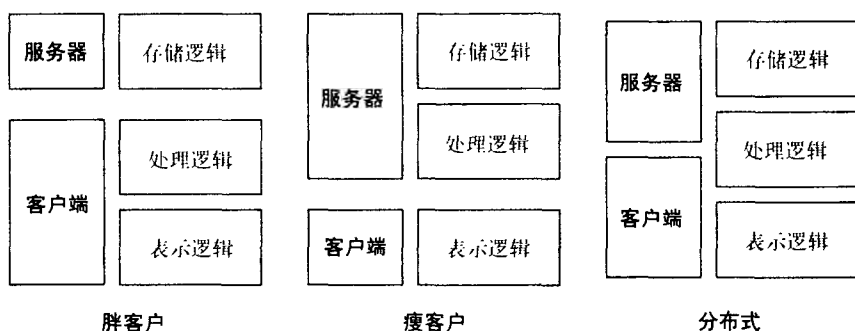 服务器
存储逻辑
客户端
处理逻辑
表示逻辑
胖客户
服务器
存储逻辑
处理逻辑
客户端
表示逻辑
瘦客户
服务器
存储逻辑
处理逻辑
客户端
表示逻辑
分布式